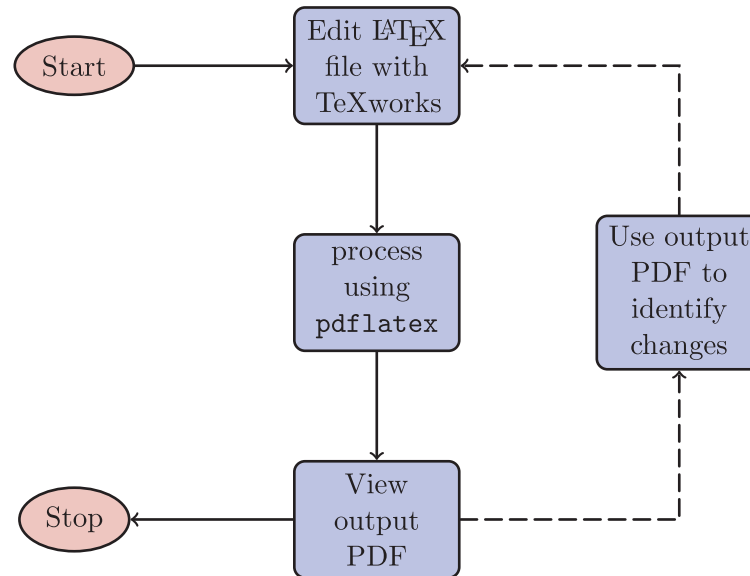 Start
Edit LATEX
file with
TeXworks
process
using
pdflatex
Use output
PDF to
identify
changes
View
output
PDF
Stop